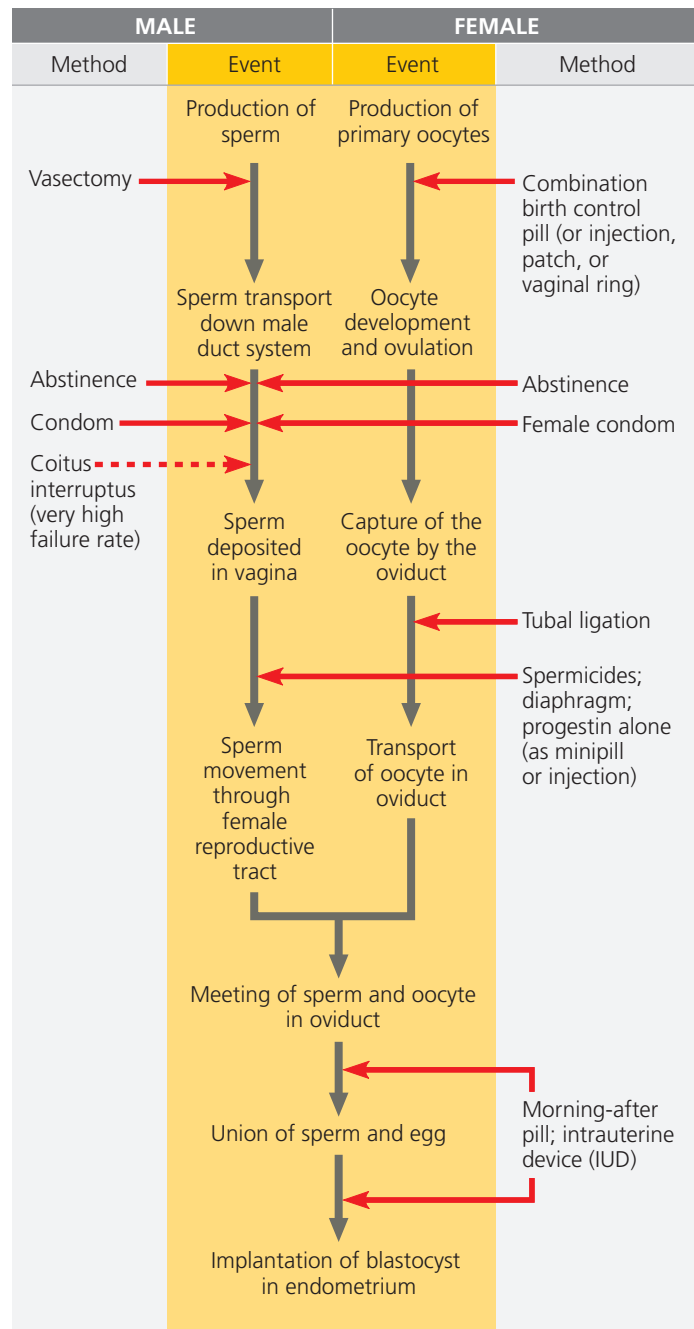 MALE
FEMALE
Method
Event
Event
Method
Production of
sperm
Production of
primary oocytes
Vasectomy
Combination
birth control
pill (or injection,
patch, or
vaginal ring)
Sperm transport
down male
duct system
Oocyte
development
and ovulation
Abstinence
Abstinence
Condom
Female condom
Coitus
interruptus
(very high
failure rate)
Sperm
deposited
in vagina
Capture of the
oocyte by the
oviduct
Tubal ligation
Spermicides;
diaphragm;
progestin alone
(as minipill
or injection)
Sperm
movement
through
female
reproductive
tract
Transport
of oocyte in
oviduct
Meeting of sperm and oocyte
in oviduct
Morning-after
pill; intrauterine
device (IUD)
Union of sperm and egg
Implantation of blastocyst
in endometrium